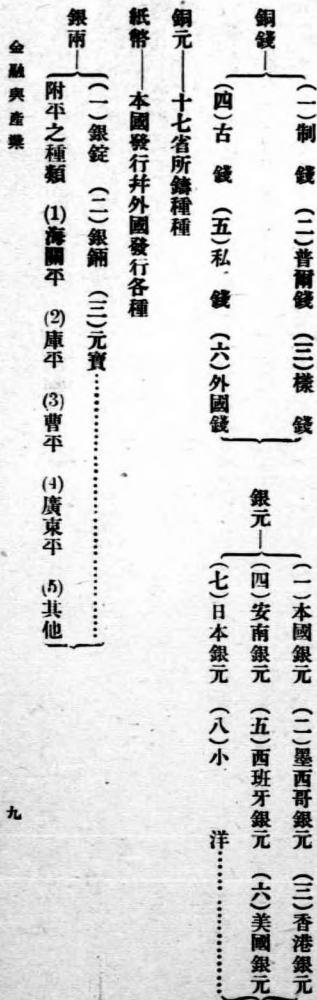 銅錢
(一)制錢 (二)普爾錢 (三)樣錢
(四)古錢 (五)私錢 (六)外國錢
銀元
(一)本國銀元 (二)墨西哥銀元 (三)香港銀元
(四)安南銀元 (五)西班牙銀元 (六)美國銀元
(七)日本銀元 (八)小洋………………
銅元——十七省所鑄種種
紙幣——本國發行幷外國發行各種
銀兩
(一)銀錠 (二)銀錁 (三)元寶………………
附平之種類 (1)海關平 (2)庫平 (3)曹平 (4)廣東平 (5)其他
金融與產業
九